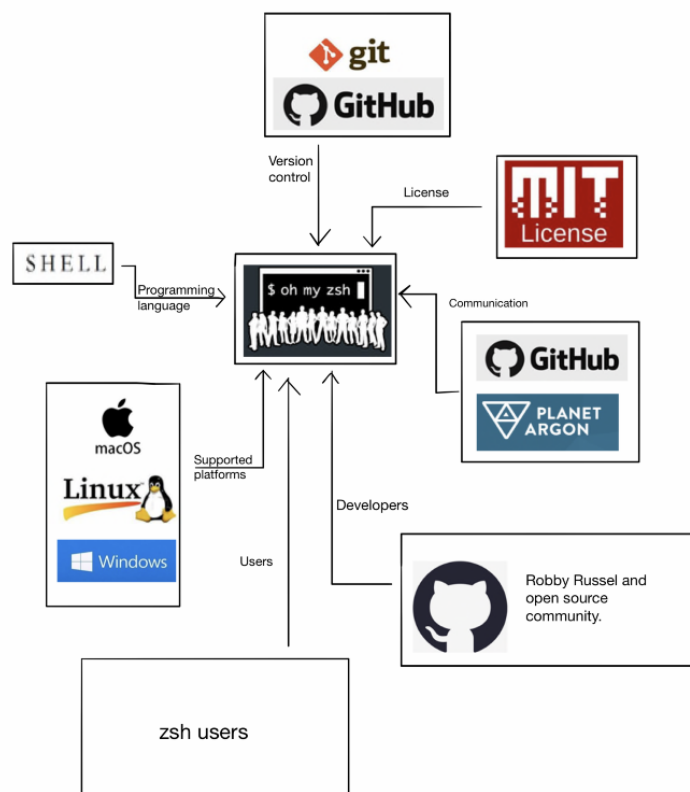 git
GitHub
Version
control
License
MIT
License
SHELL
Programming
language
$ oh my zsh
Communication
GitHub
PLANET
ARGON
macOS
Linux
Windows
Supported
platforms
Users
Developers
Robby Russel and
open source
community.
zsh users